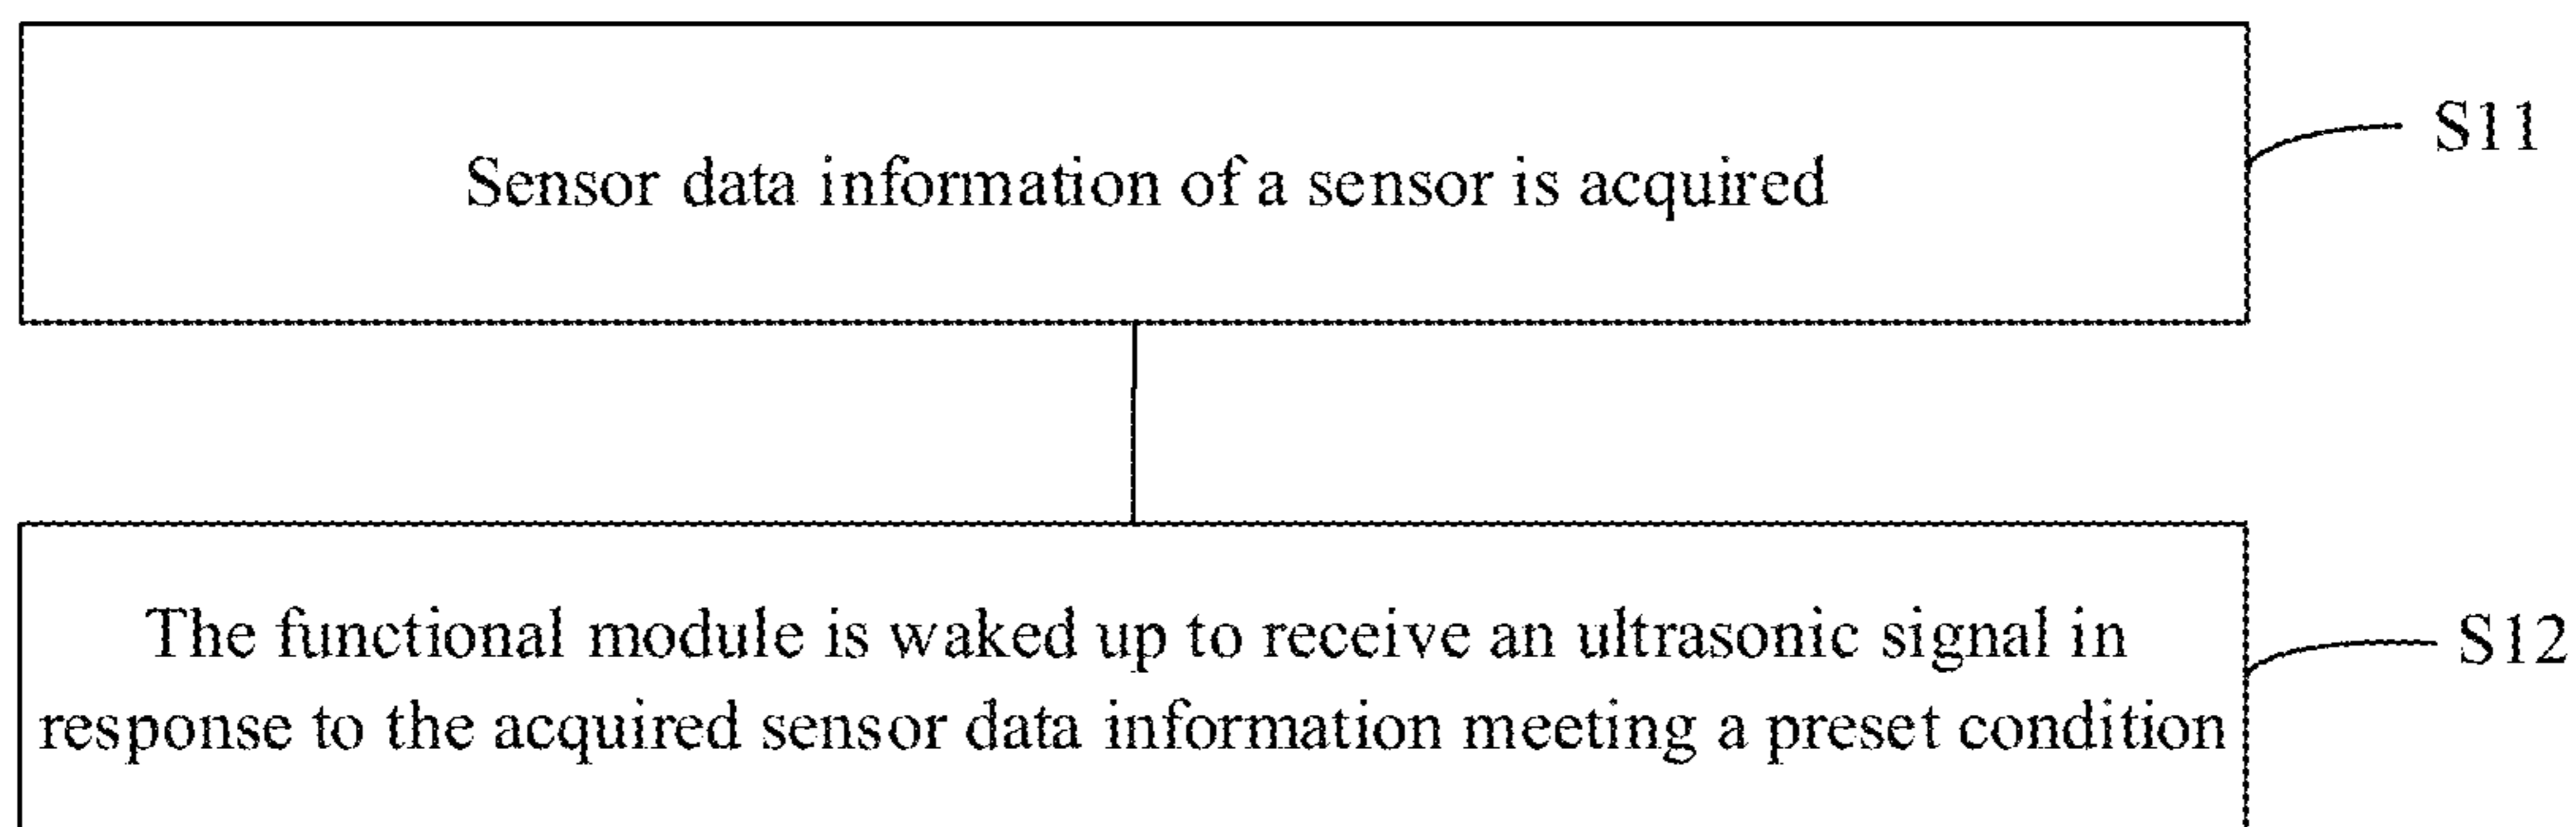 Sensor data information of a sensor is acquired
S11
The functional module is waked up to receive an ultrasonic signal in
response to the acquired sensor data information meeting a preset condition
S12